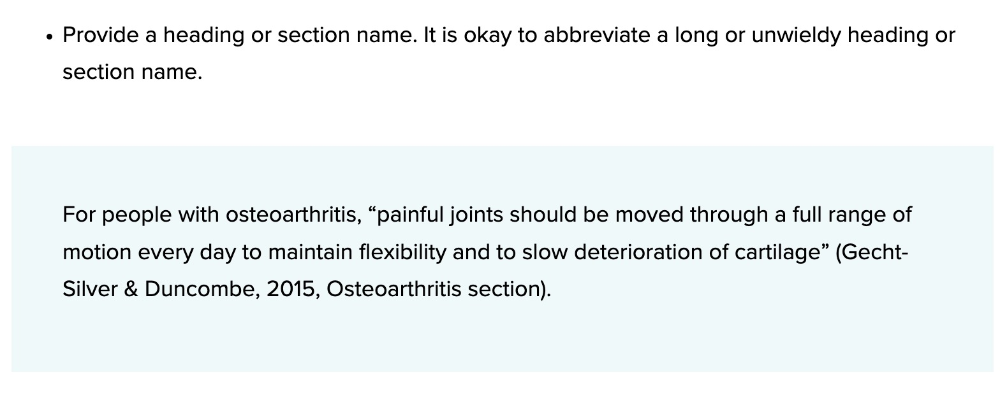 • Provide a heading or section name. It is okay to abbreviate a long or unwieldy heading or
section name.
For people with osteoarthritis, “painful joints should be moved through a full range of
motion every day to maintain flexibility and to slow deterioration of cartilage” (Gecht-
Silver & Duncombe, 2015, Osteoarthritis section).